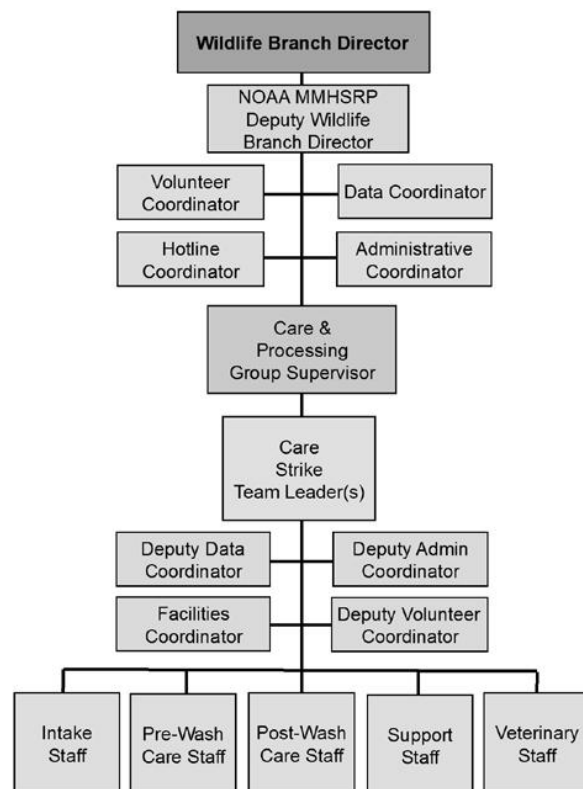 Wildlife Branch Director
NOAA MMHSRP
Deputy Wildlife
Branch Director
Volunteer
Coordinator
Data Coordinator
Hotline
Coordinator
Administrative
Coordinator
Care &
Processing
Group Supervisor
Care
Strike
Team Leader(s)
Deputy Data
Coordinator
Deputy Admin
Coordinator
Facilities
Coordinator
Deputy Volunteer
Coordinator
Intake
Staff
Pre-Wash
Care Staff
Post-Wash
Care Staff
Support
Staff
Veterinary
Staff